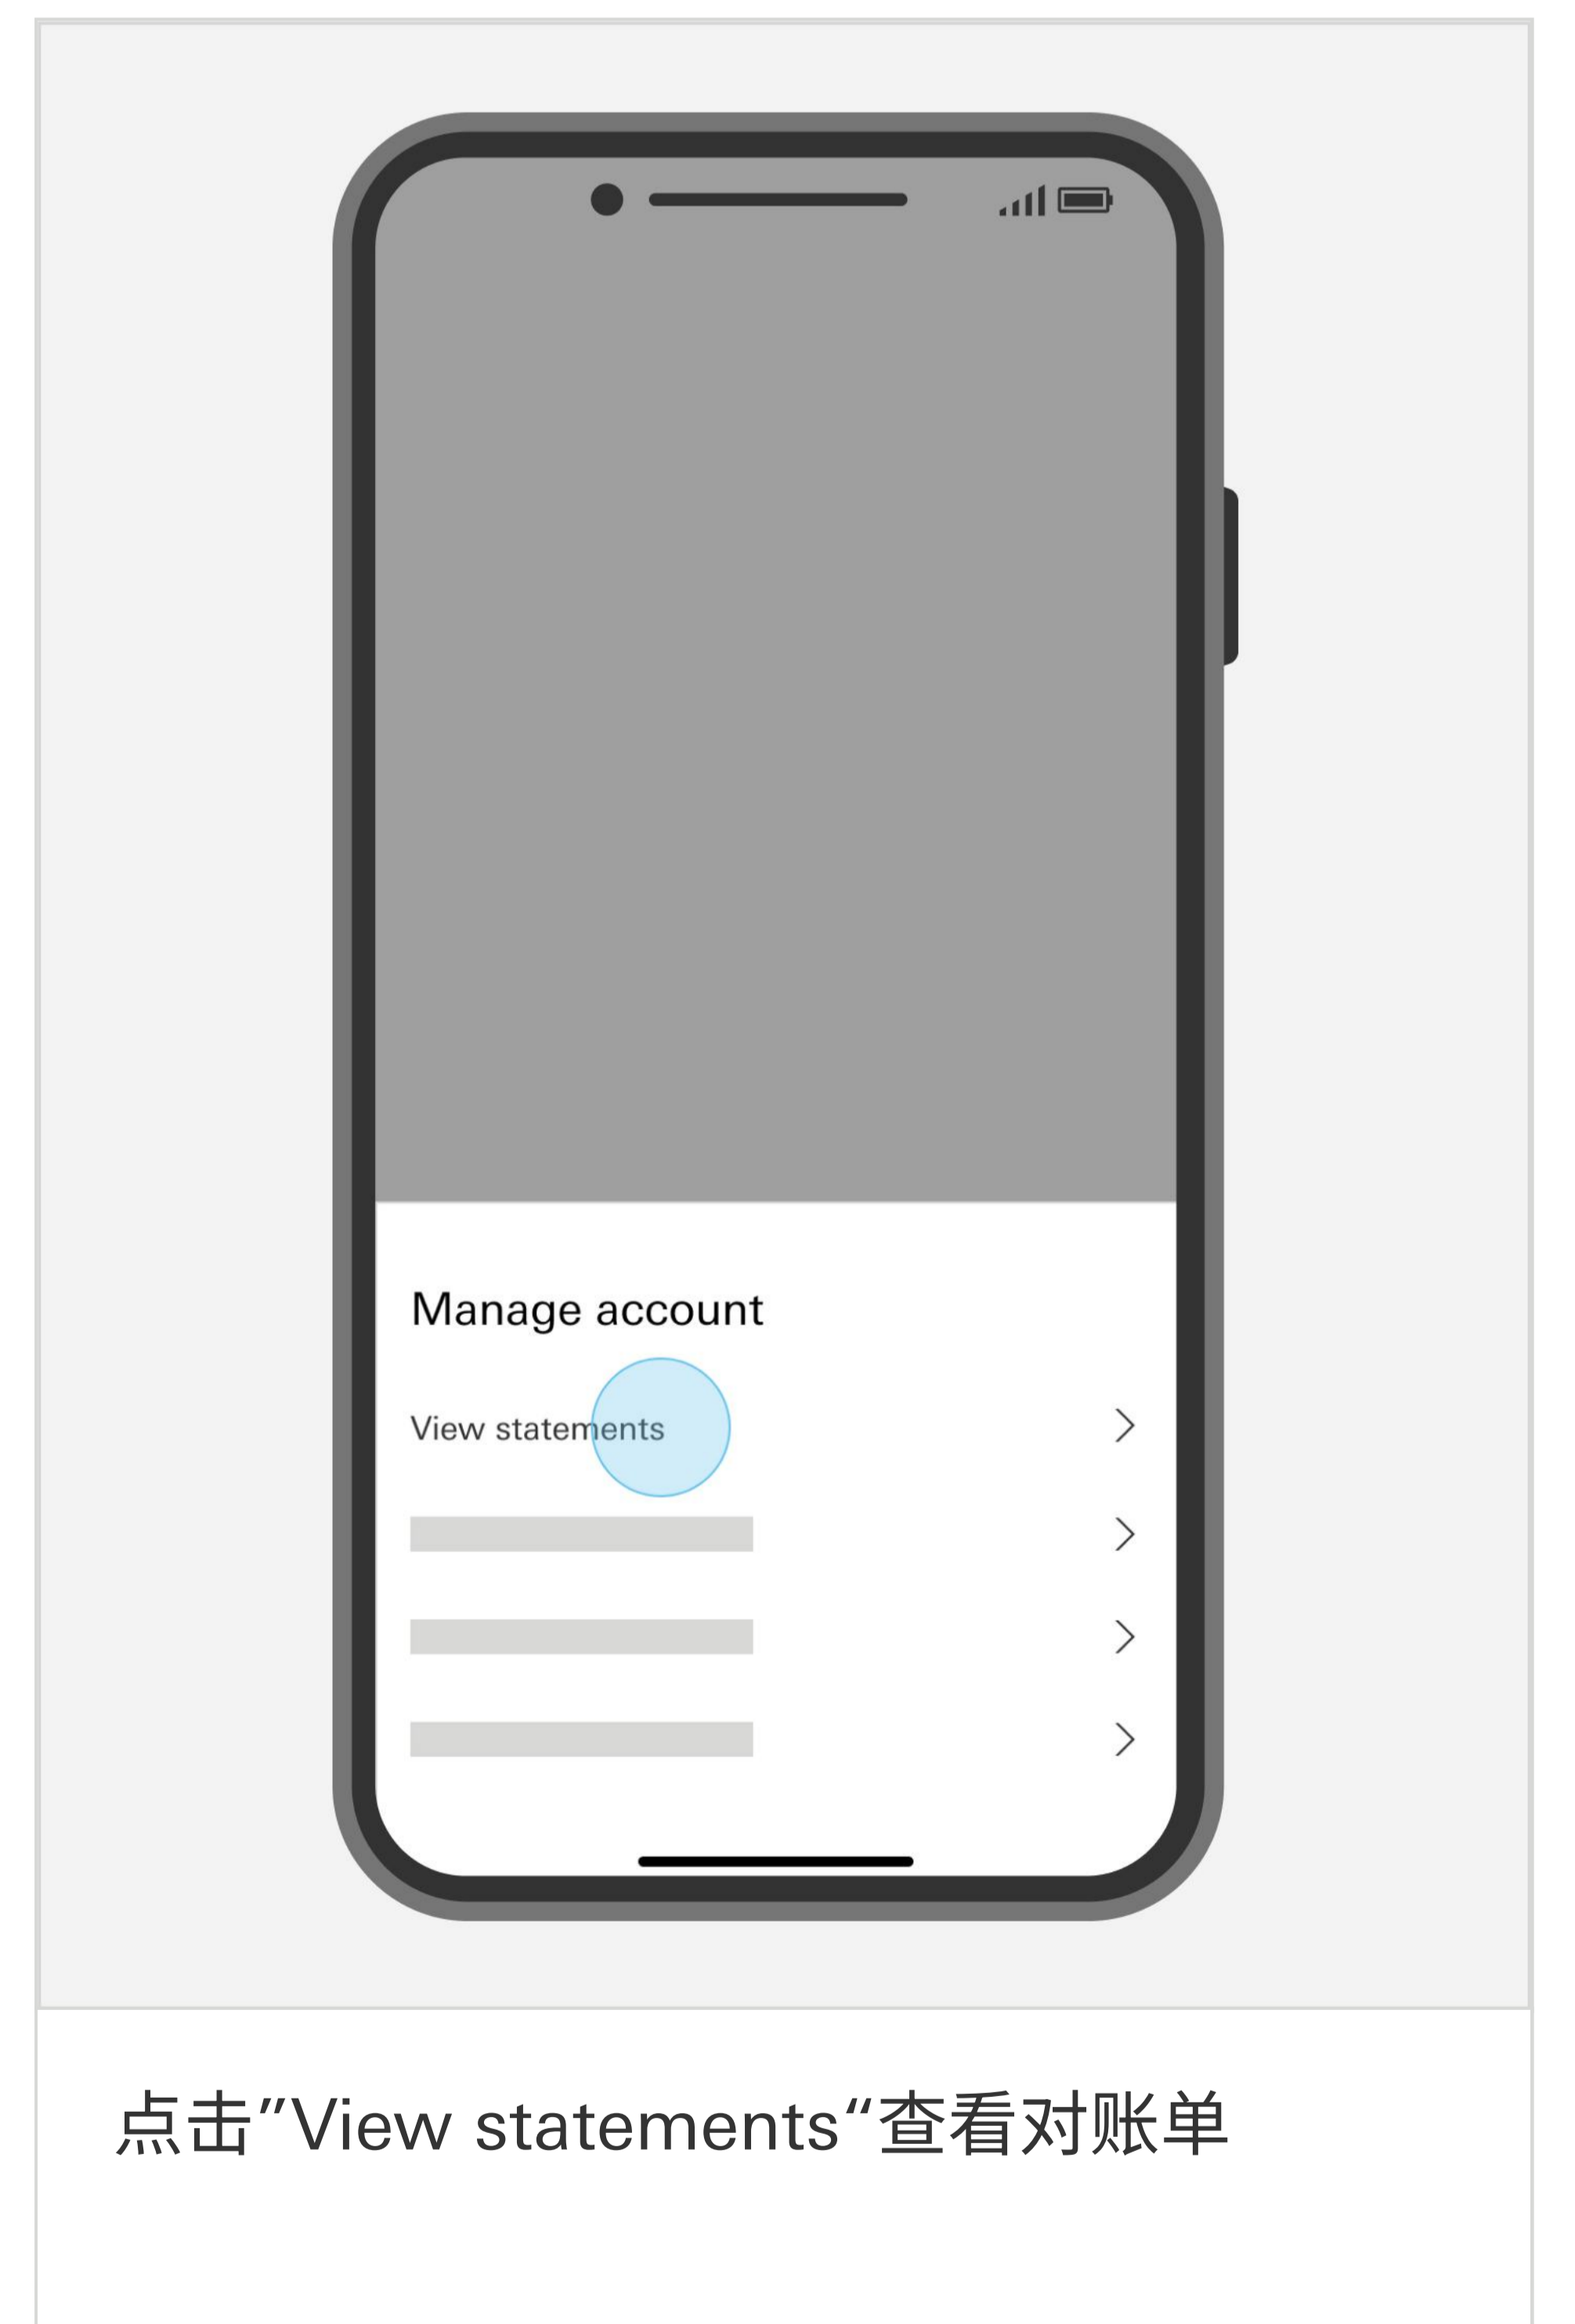 Manage account
View statements
点击"View statements"查看对账单